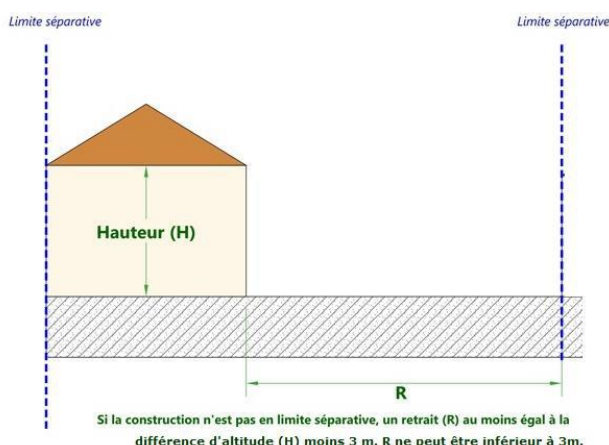 Limite séparative
Limite séparative
Hauteur (H)
R
Si la construction n'est pas en limite séparative, un retrait (R) au moins égal à la
différence d'altitude (H) moins 3 m. R ne peut être inférieur à 3m.